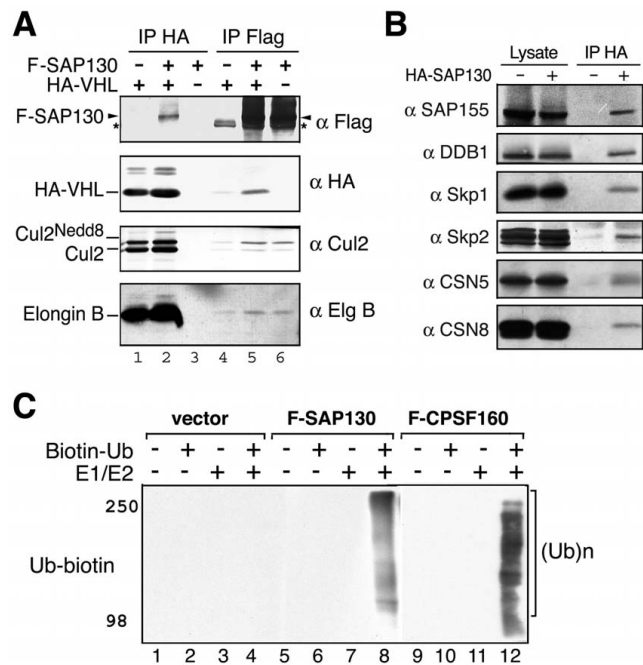 A
IP HA IP Flag
F-SAP130 - + + - + +
HA-VHL + + - + + -
F-SAP130
* * α Flag
HA-VHL α HA
Cul2Nedd8
Cul2 α Cul2
Elongin B α Elg B
1 2 3 4 5 6
B
Lysate IP HA
HA-SAP130 - + - +
α SAP155
α DDB1
α Skp1
α Skp2
α CSN5
α CSN8
C
vector F-SAP130 F-CPSF160
Biotin-Ub - + - + - + - + - + - +
E1/E2 - - + + - - + + - - + +
250
Ub-biotin (Ub)n
98
1 2 3 4 5 6 7 8 9 10 11 12